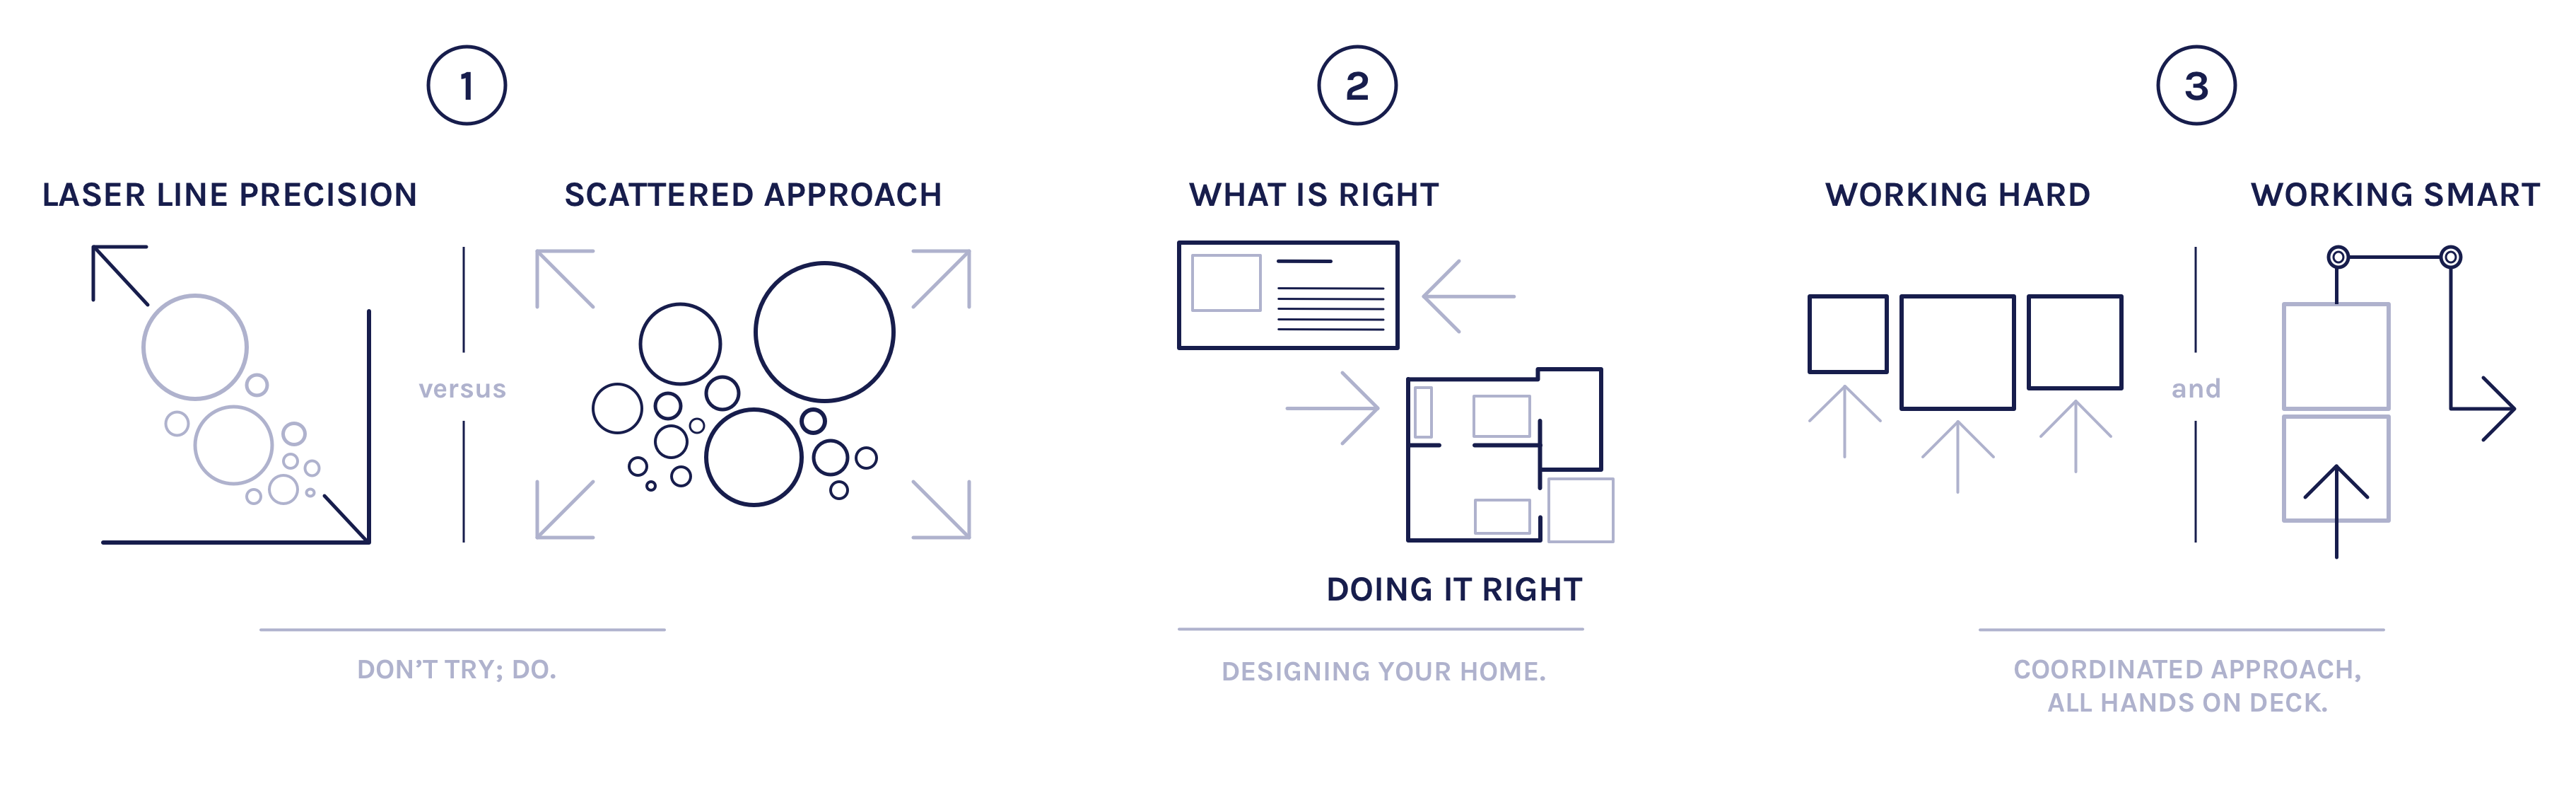 1
LASER LINE PRECISION
versus
SCATTERED APPROACH
DON’T TRY; DO.
2
WHAT IS RIGHT
DOING IT RIGHT
DESIGNING YOUR HOME.
3
WORKING HARD
and
WORKING SMART
COORDINATED APPROACH,
ALL HANDS ON DECK.